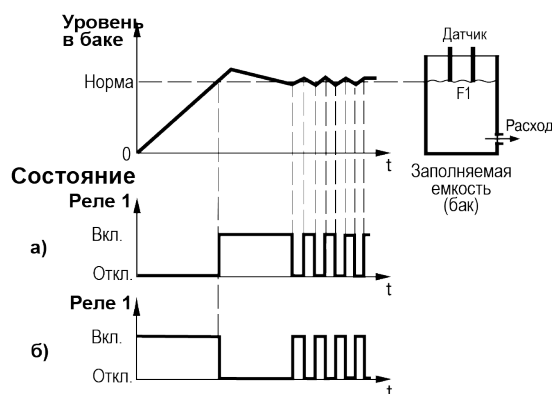 Уровень
в баке
Норма
0
t
Датчик
F1
Расход
Заполняемая
емкость
(бак)
Состояние
Реле 1
а)
Вкл.
Откл.
t
Реле 1
б)
Вкл.
Откл.
t